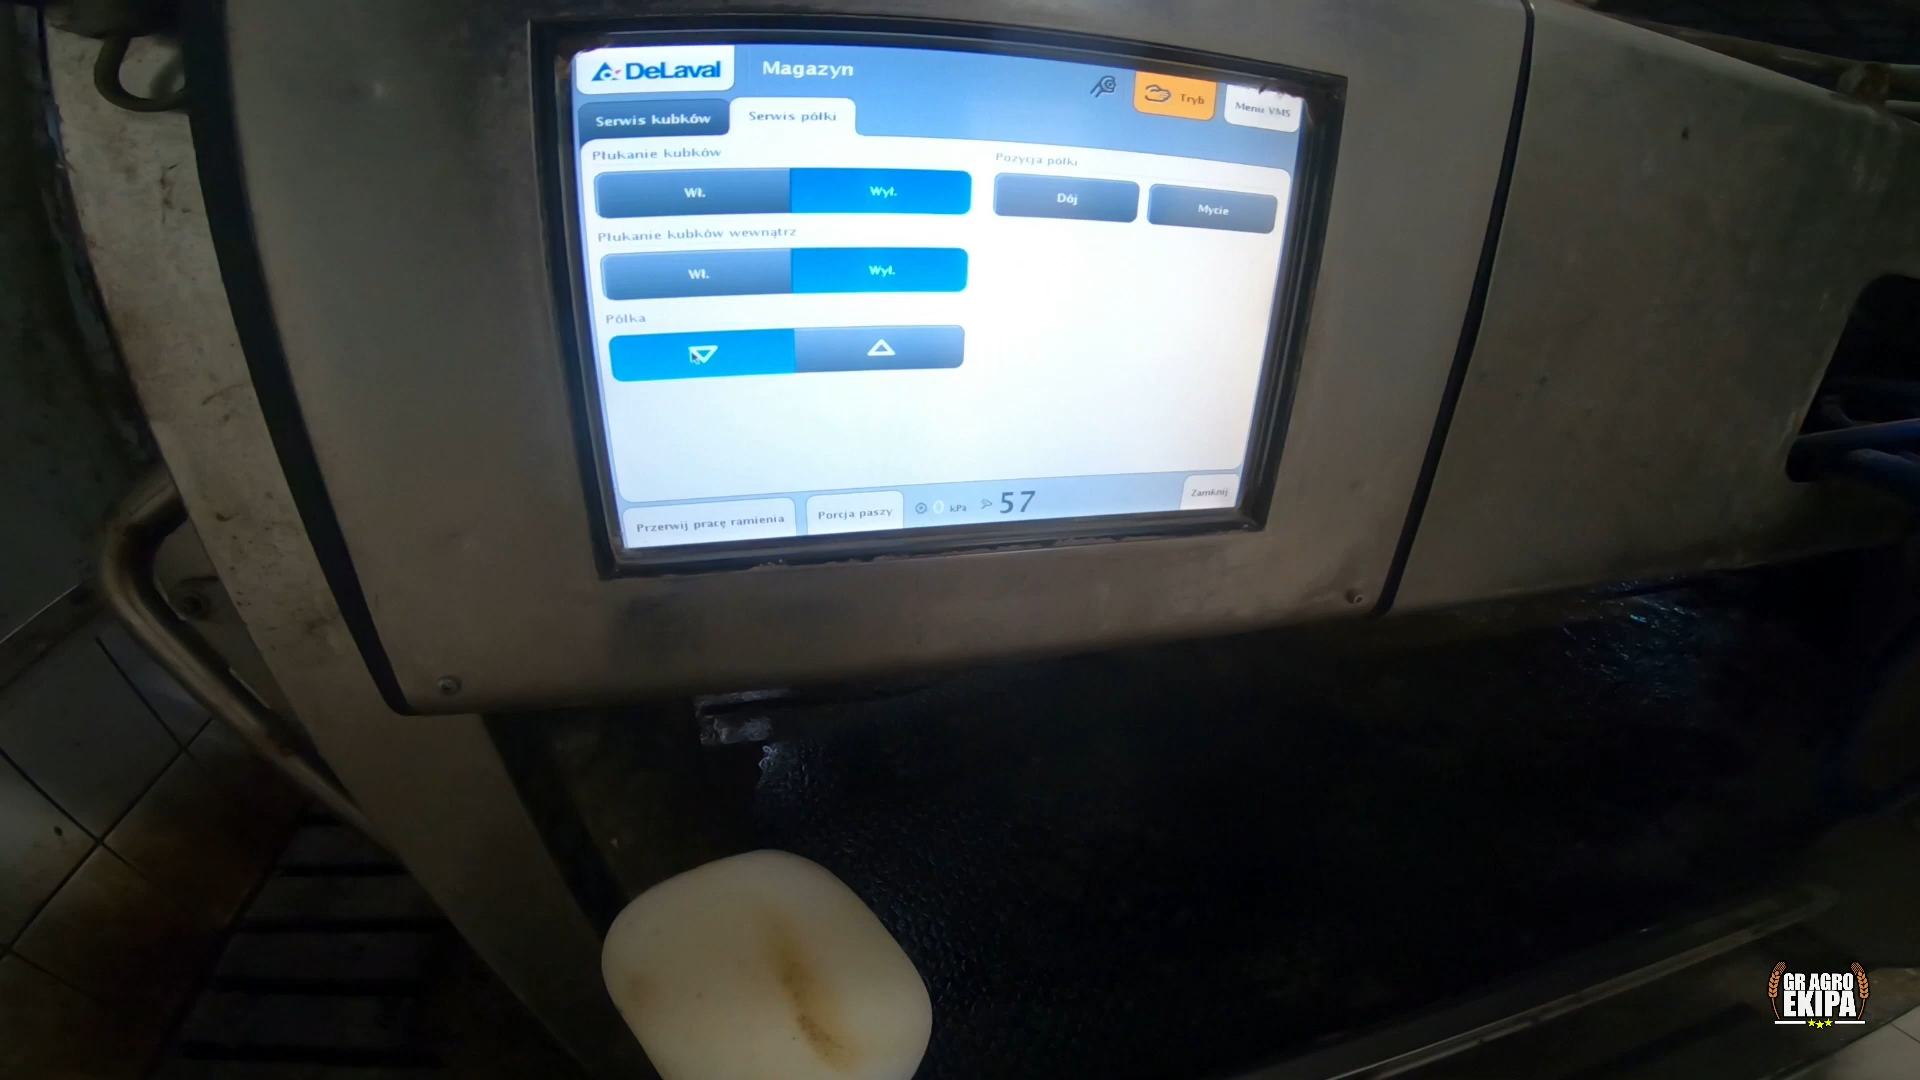 DeLaval
Magazyn
Tryb
Menu VMS
Serwis kubków
Serwis półki
Płukanie kubków
Pozycja półki
Wł.
Wył.
Dój
Mycie
Płukanie kubków wewnątrz
Wł.
Wył.
Półka
Przerwij pracę ramienia
Porcja paszy
0 kPa
57
Zamknij
GR AGRO
EKIPA